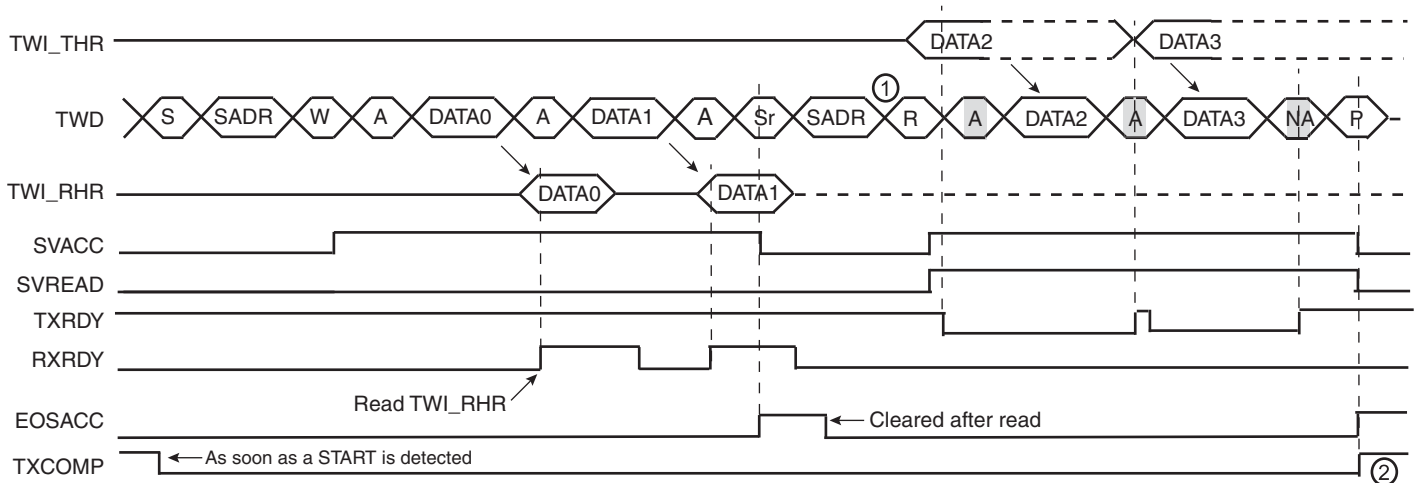 TWI_THR DATA2 DATA3
①
TWD S SADR W A DATA0 A DATA1 A Sr SADR R A DATA2 A DATA3 NA P
TWI_RHR DATA0 DATA1
SVACC
SVREAD
TXRDY
RXRDY
Read TWI_RHR
EOSACC Cleared after read
As soon as a START is detected
TXCOMP ②